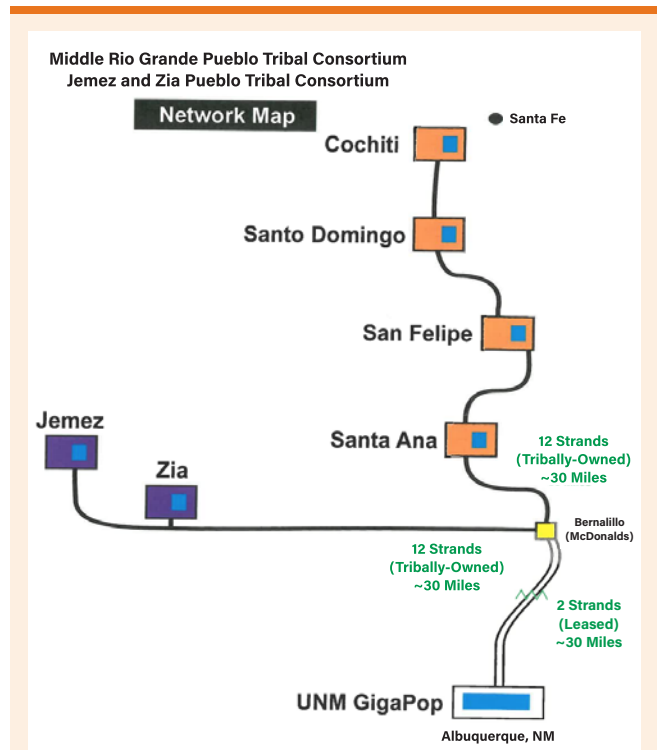 Middle Rio Grande Pueblo Tribal Consortium
Jemez and Zia Pueblo Tribal Consortium
Network Map
Santa Fe
Cochiti
Santo Domingo
San Felipe
Jemez
Santa Ana
12 Strands
(Tribally-Owned)
~30 Miles
Zia
Bernalillo
(McDonalds)
12 Strands
(Tribally-Owned)
~30 Miles
2 Strands
(Leased)
~30 Miles
UNM GigaPop
Albuquerque, NM